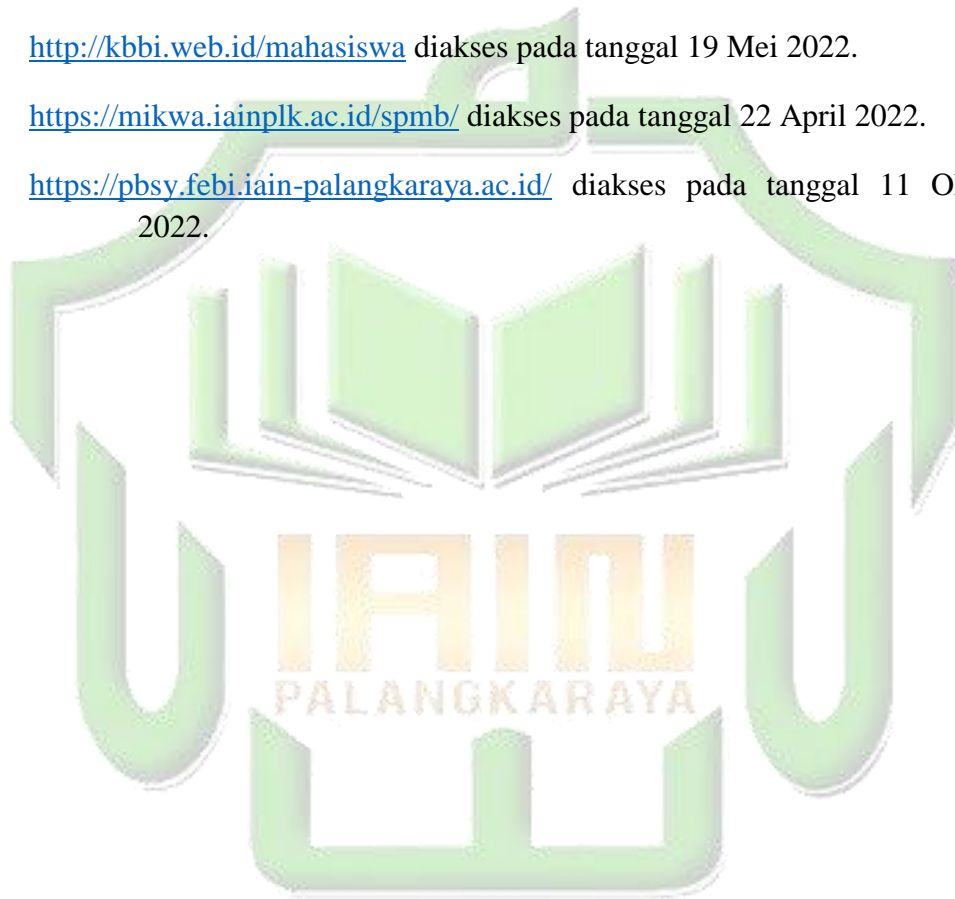 http://kbbi.web.id/mahasiswa diakses pada tanggal 19 Mei 2022.
https://mikwa.iainplk.ac.id/spmb/ diakses pada tanggal 22 April 2022.
https://pbsy.febi.iain-palangkaraya.ac.id/ diakses pada tanggal 11
2022.
IAIN
PALANGKARAYA